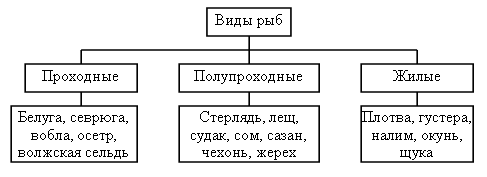 Виды рыб
Проходные
Полупроходные
Жилые
Белуга, севрюга,
вобла, осетр,
волжская сельдь
Стерлядь, лещ,
судак, сом, сазан,
чехонь, жерех
Плотва, густера,
налим, окунь,
щука